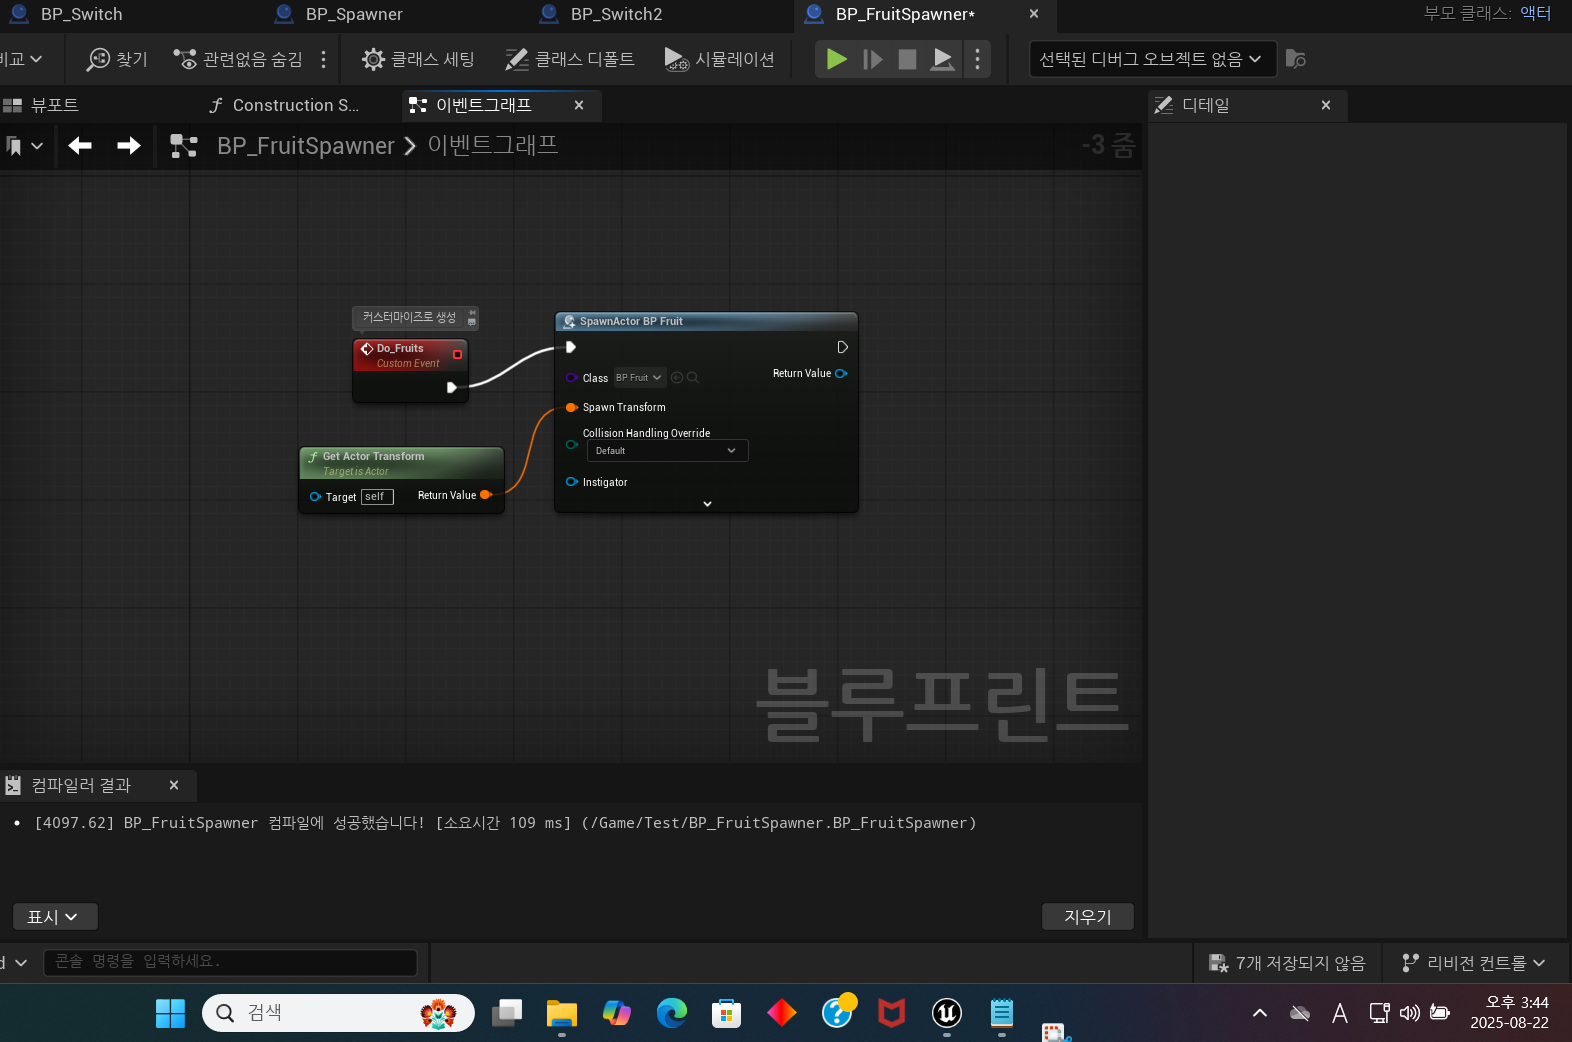 BP_Switch
BP_Spawner
BP_Switch2
BP_FruitSpawner*
부모 클래스: 액터
비교
찾기
관련없음 숨김
클래스 세팅
클래스 디폴트
시뮬레이션
선택된 디버그 오브젝트 없음
뷰포트
Construction S...
이벤트그래프
디테일
BP_FruitSpawner > 이벤트그래프
-3 줌
커스터마이즈로 생성
Do_Fruits
Custom Event
SpawnActor BP Fruit
Class BP Fruit
Return Value
Spawn Transform
Collision Handling Override
Default
Instigator
Get Actor Transform
Target is Actor
Target self
Return Value
블루프린트
컴파일러 결과
• [4097.62] BP_FruitSpawner 컴파일에 성공했습니다! [소요시간 109 ms] (/Game/Test/BP_FruitSpawner.BP_FruitSpawner)
표시
지우기
d
콘솔 명령을 입력하세요.
7개 저장되지 않음
리비전 컨트롤
검색
A
오후 3:44
2025-08-22